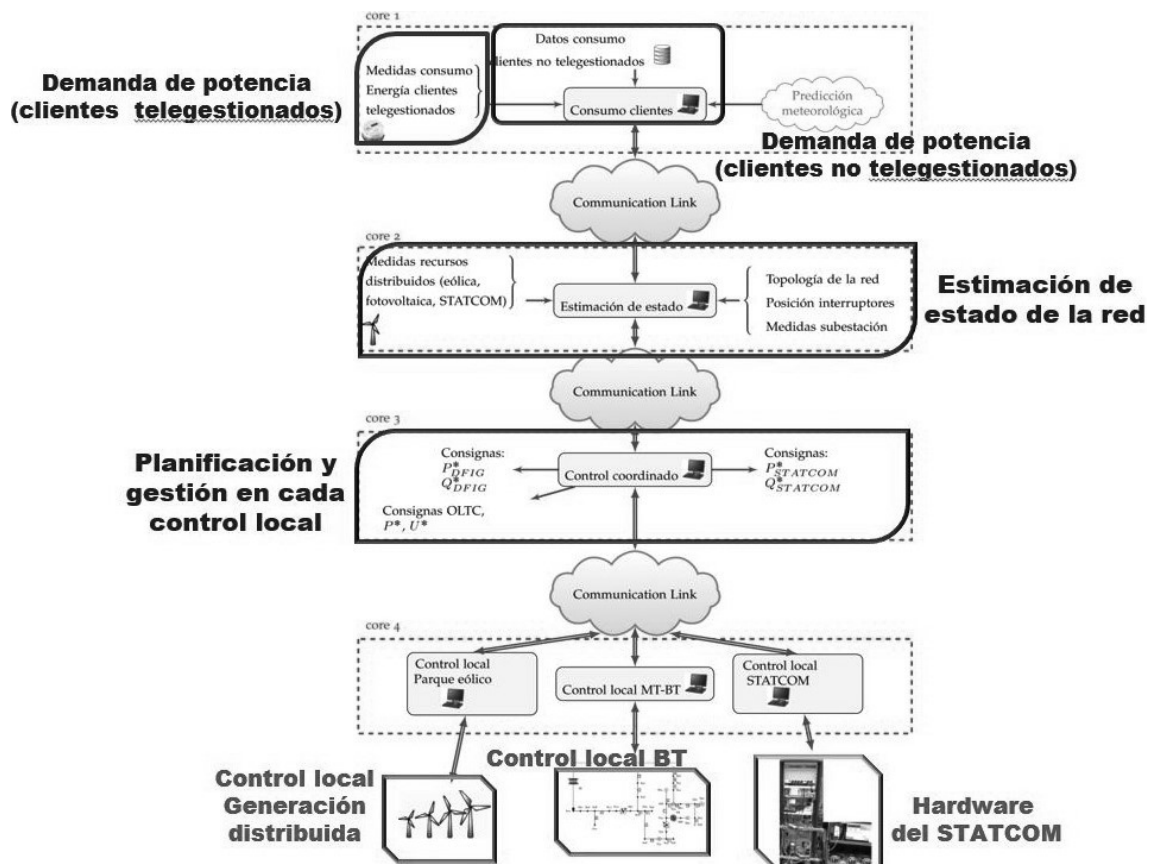 core 1
Demanda de potencia
(clientes telegestionados)
Medidas consumo
Energía clientes
telegestionados
Datos consumo
clientes no telegestionados
Consumo clientes
Predicción
meteorológica
Demanda de potencia
(clientes no telegestionados)
Communication Link
core 2
Medidas recursos
distribuidos (eólica,
fotovoltaica, STATCOM)
Estimación de estado
Topología de la red
Posición interruptores
Medidas subestación
Estimación de
estado de la red
Communication Link
core 3
Planificación y
gestión en cada
control local
Consignas:
P*DFIG
Q*DFIG
Control coordinado
Consignas:
P*STATCOM
Q*STATCOM
Consignas OLTC,
P*, U*
Communication Link
core 4
Control local
Parque eólico
Control local MT-BT
Control local
STATCOM
Control local
Generación
distribuida
Control local BT
Hardware
del STATCOM